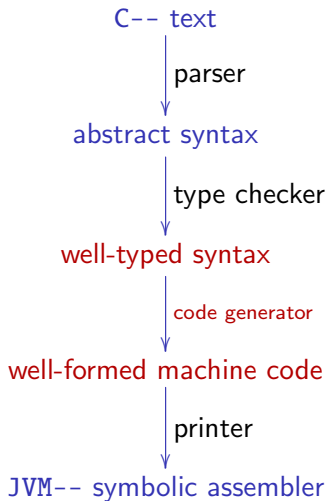 C-- text
parser
abstract syntax
type checker
well-typed syntax
code generator
well-formed machine code
printer
JVM-- symbolic assembler